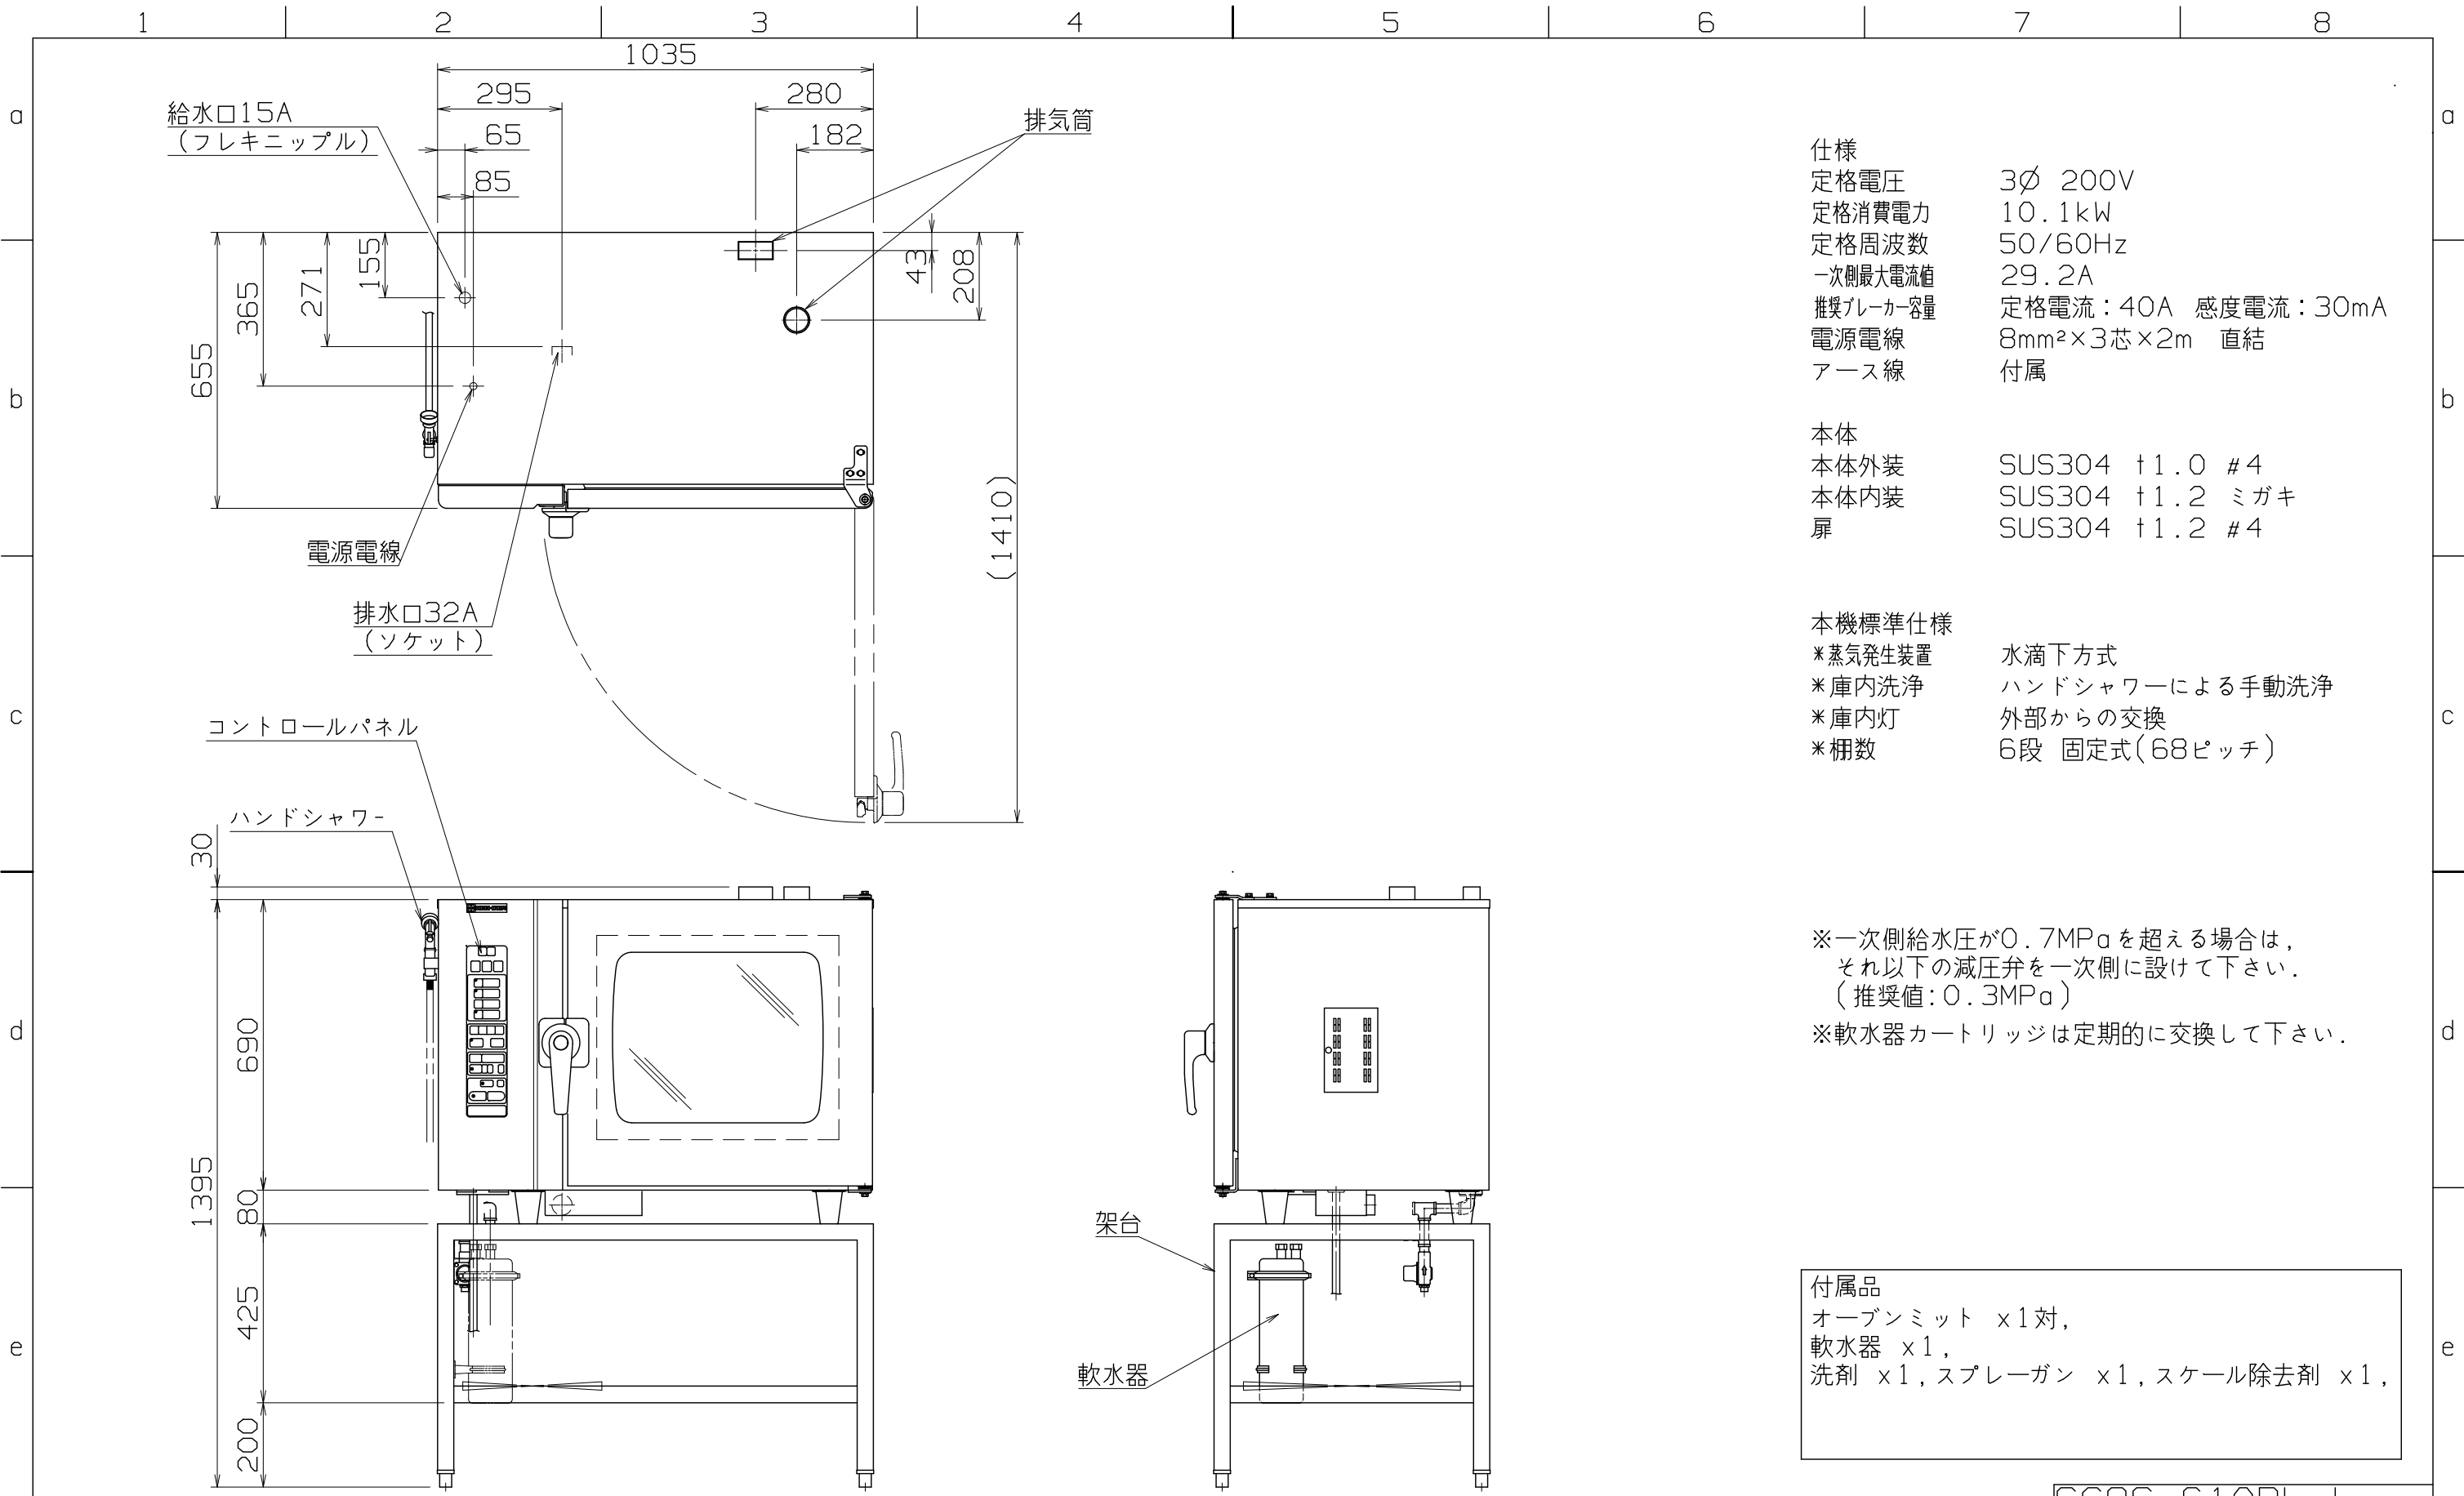 1 2 3 4 5 6 7 8
a a
b b
c c
d d
e e
1035
295
280
給水口15A
(フレキニップル)
65
182
排気筒
85
155
271
365
655
43
208
(1410)
電源電線
排水口32A
(ソケット)
コントロールパネル
ハンドシャワー
30
690
1395
80
425
200
架台
軟水器
仕様
定格電圧 3∅ 200V
定格消費電力 10.1kW
定格周波数 50/60Hz
一次側最大電流値 29.2A
推奨ブレーカー容量 定格電流:40A 感度電流:30mA
電源電線 8mm²×3芯×2m 直結
アース線 付属
本体
本体外装 SUS304 t1.0 #4
本体内装 SUS304 t1.2 ミガキ
扉 SUS304 t1.2 #4
本機標準仕様
*蒸気発生装置 水滴下方式
*庫内洗浄 ハンドシャワーによる手動洗浄
*庫内灯 外部からの交換
*棚数 6段 固定式(68ピッチ)
※一次側給水圧が0.7MPaを超える場合は,
それ以下の減圧弁を一次側に設けて下さい.
(推奨値:0.3MPa)
※軟水器カートリッジは定期的に交換して下さい.
付属品
オーブンミット x1対,
軟水器 x1,
洗剤 x1,スプレーガン x1,スケール除去剤 x1,